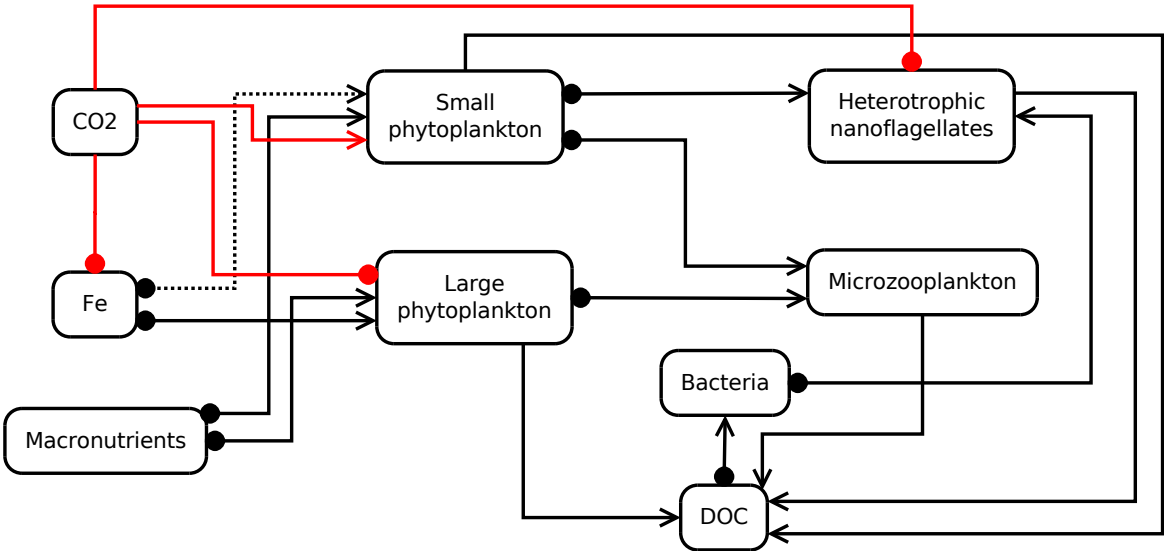 Small
phytoplankton
Heterotrophic
nanoflagellates
CO2
Large
phytoplankton
Microzooplankton
Fe
Bacteria
Macronutrients
DOC